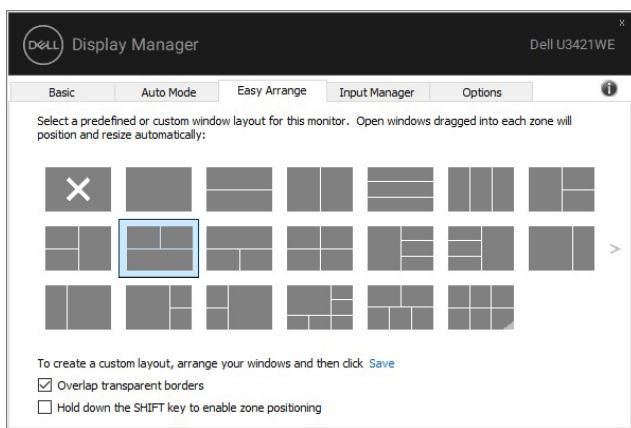 DELL Display Manager Dell U3421WE
Basic Auto Mode Easy Arrange Input Manager Options
Select a predefined or custom window layout for this monitor. Open windows dragged into each zone will
position and resize automatically:
To create a custom layout, arrange your windows and then click Save
Overlap transparent borders
Hold down the SHIFT key to enable zone positioning